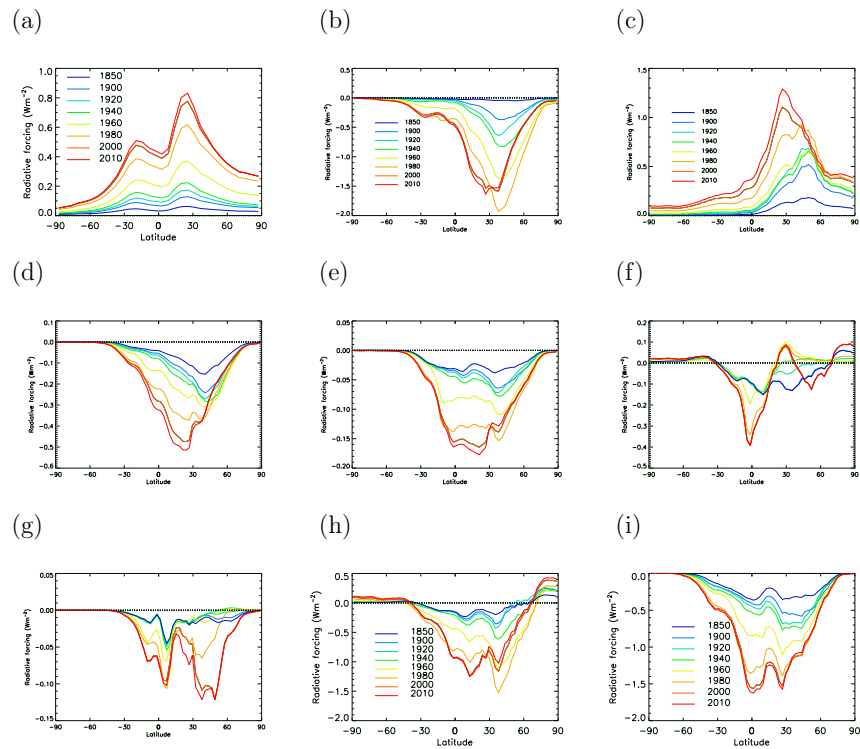 (a)
(b)
(c)
Radiative forcing (Wm⁻²)
1.0
0.8
0.6
0.4
0.2
0.0
1850
1900
1920
1940
1960
1980
2000
2010
-90 -60 -30 0 30 60 90
Latitude
Radiative forcing (Wm⁻²)
0.5
0.0
-0.5
-1.0
-1.5
-2.0
1850
1900
1920
1940
1960
1980
2000
2010
-90 -60 -30 0 30 60 90
Latitude
Radiative forcing (Wm⁻²)
1.5
1.0
0.5
0.0
1850
1900
1920
1940
1960
1980
2000
2010
-90 -60 -30 0 30 60 90
Latitude
(d)
(e)
(f)
Radiative forcing (Wm⁻²)
0.1
0.0
-0.1
-0.2
-0.3
-0.4
-0.5
-0.6
-90 -60 -30 0 30 60 90
Latitude
Radiative forcing (Wm⁻²)
0.05
0.00
-0.05
-0.10
-0.15
-0.20
-90 -60 -30 0 30 60 90
Latitude
Radiative forcing (Wm⁻²)
0.2
0.1
0.0
-0.1
-0.2
-0.3
-0.4
-0.5
-90 -60 -30 0 30 60 90
Latitude
(g)
(h)
(i)
Radiative forcing (Wm⁻²)
0.05
0.00
-0.05
-0.10
-0.15
-90 -60 -30 0 30 60 90
Latitude
Radiative forcing (Wm⁻²)
0.5
0.0
-0.5
-1.0
-1.5
-2.0
1850
1900
1920
1940
1960
1980
2000
2010
-90 -60 -30 0 30 60 90
Latitude
Radiative forcing (Wm⁻²)
0.0
-0.5
-1.0
-1.5
-2.0
1850
1900
1920
1940
1960
1980
2000
2010
-90 -60 -30 0 30 60 90
Latitude